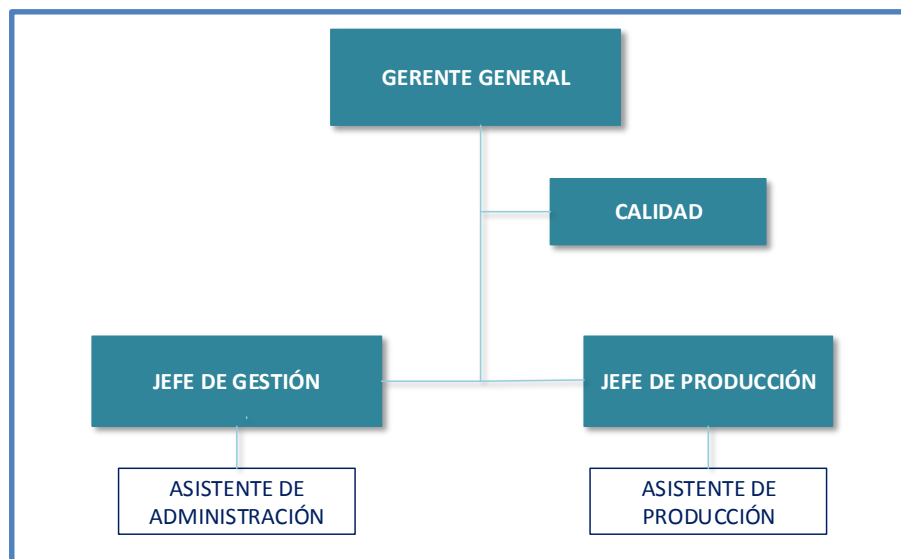 GERENTE GENERAL
CALIDAD
JEFE DE GESTIÓN
JEFE DE PRODUCCIÓN
ASISTENTE DE
ADMINISTRACIÓN
ASISTENTE DE
PRODUCCIÓN